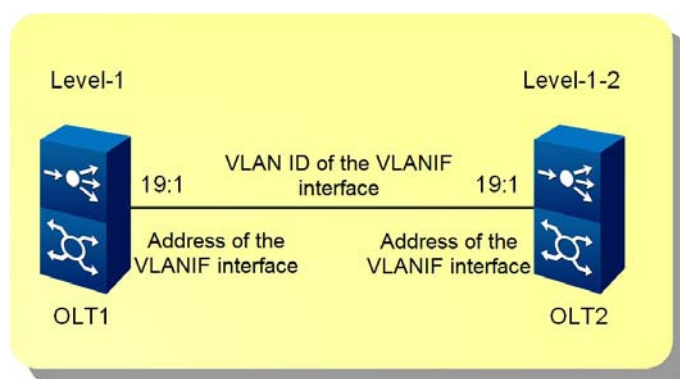 Level-1
Level-1-2
19:1
VLAN ID of the VLANIF
interface
19:1
Address of the
VLANIF interface
Address of the
VLANIF interface
OLT1
OLT2